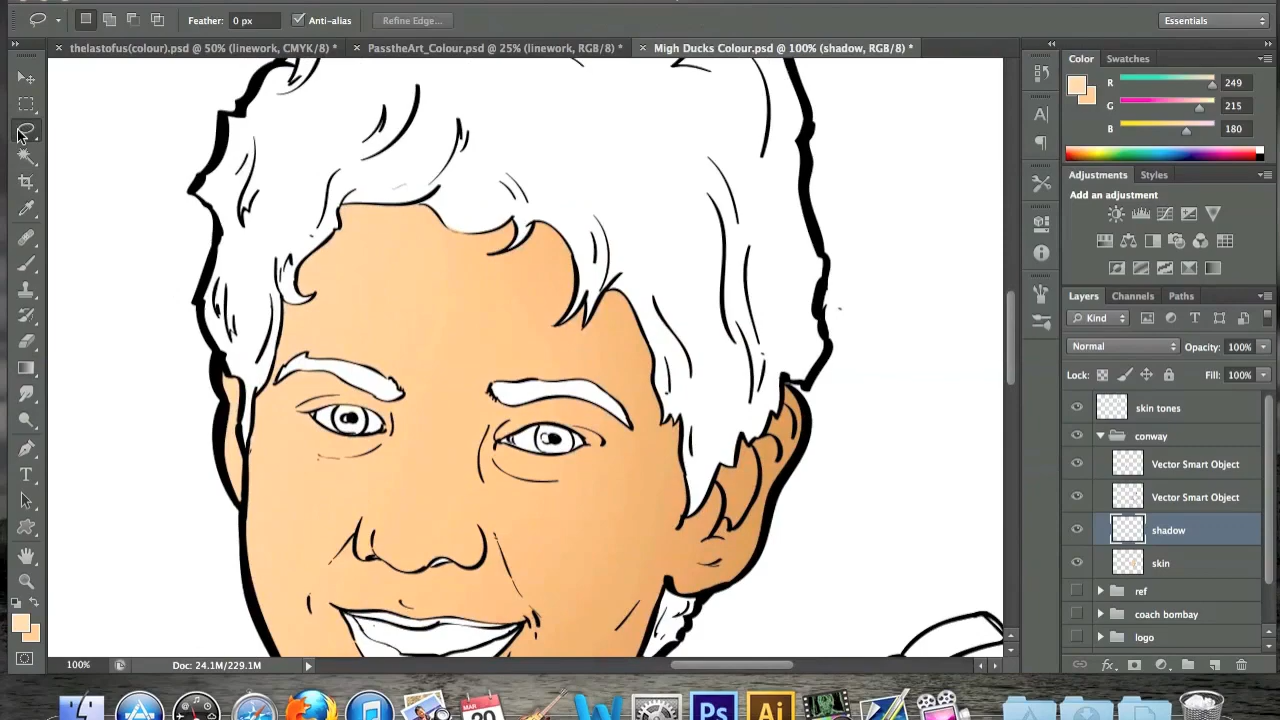 Feather: 0 px Anti-alias Refine Edge... Essentials
× thelastofus(colour).psd @ 50% (linework, CMYK/8) * × PasstheArt_Colour.psd @ 25% (linework, RGB/8) * × Migh Ducks Colour.psd @ 100% (shadow, RGB/8) *
Color Swatches
R 249
G 215
B 180
Adjustments Styles
Add an adjustment
Layers Channels Paths
Kind
Normal Opacity: 100%
Lock: Fill: 100%
skin tones
conway
Vector Smart Object
Vector Smart Object
shadow
skin
ref
coach bombay
logo
100% Doc: 24.1M/229.1M
Ps Ai